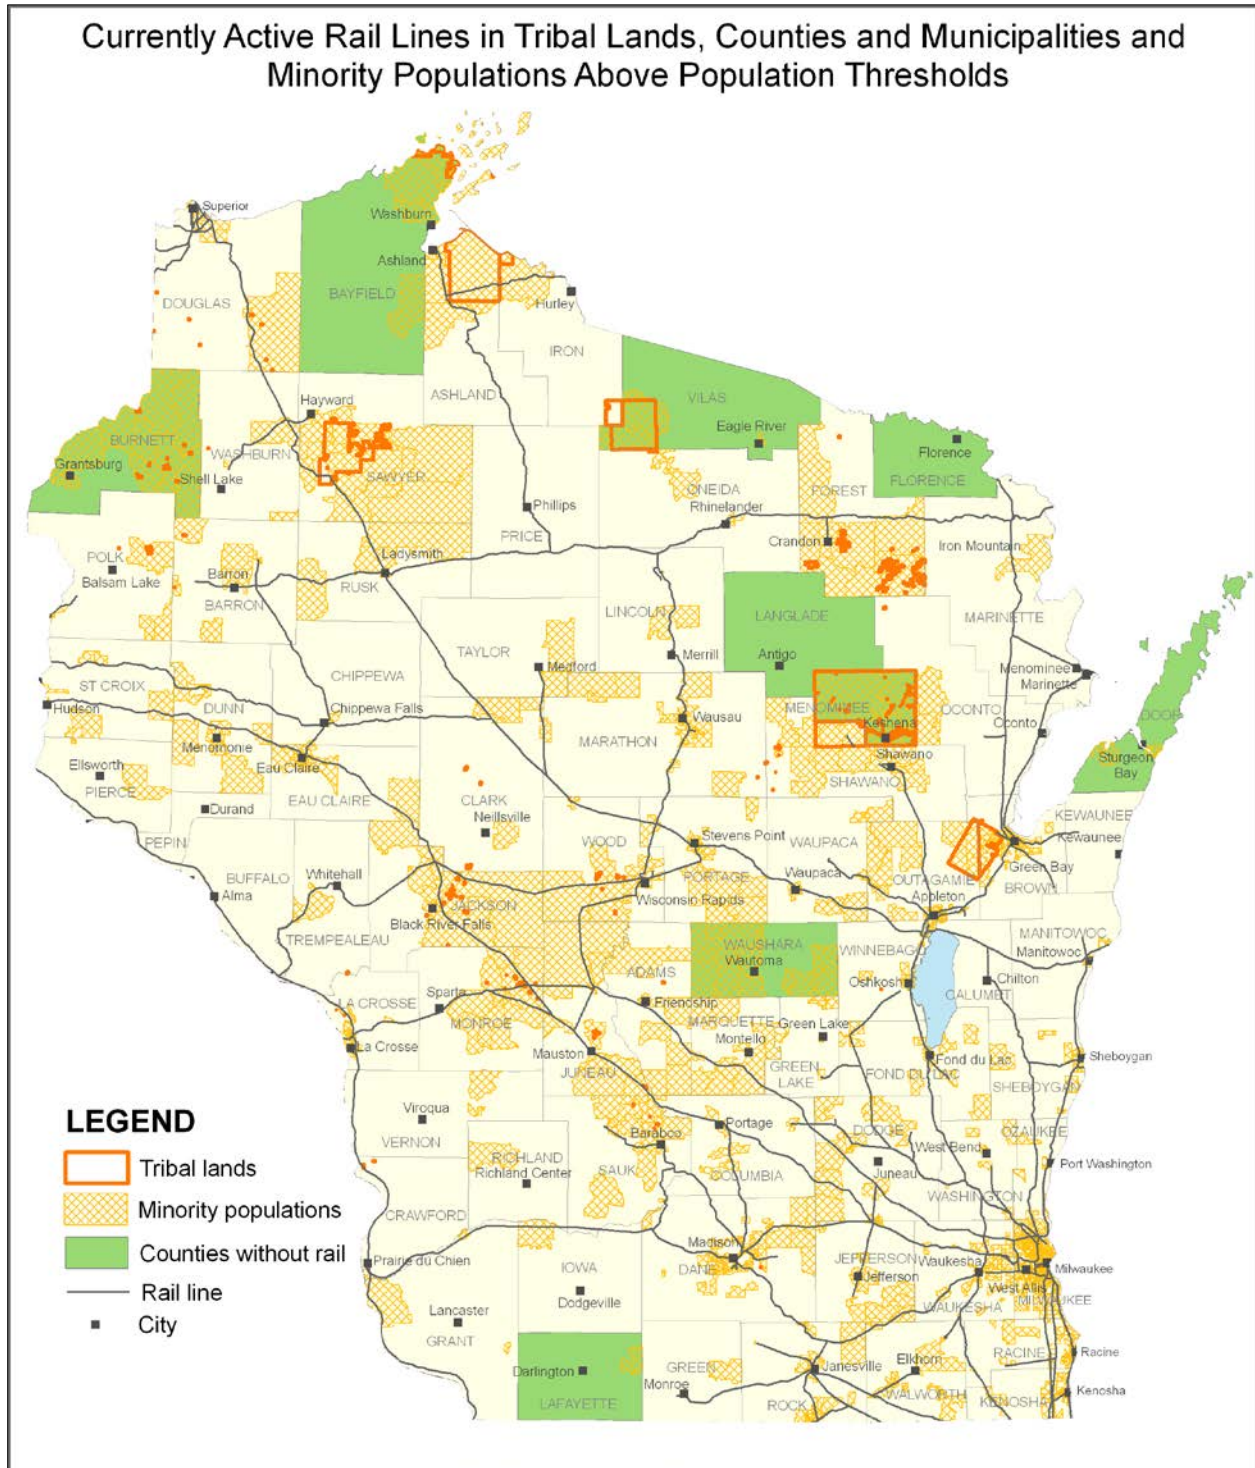 Currently Active Rail Lines in Tribal Lands, Counties and Municipalities and
Minority Populations Above Population Thresholds
Superior
Washburn
Ashland
BAYFIELD
DOUGLAS
Hurley
IRON
ASHLAND
VILAS
Hayward
Eagle River
BURNETT
WASHBURN
Florence
Grantsburg
Shell Lake
SAWYER
ONEIDA
FOREST
FLORENCE
Phillips
Rhinelander
PRICE
Crandon
Iron Mountain
POLK
Ladysmith
Balsam Lake
Barron
RUSK
BARRON
LINCOLN
LANGLADE
MARINETTE
TAYLOR
Merrill
Antigo
Medford
Menominee
Marinette
CHIPPEWA
ST CROIX
DUNN
Hudson
Chippewa Falls
MENOMINEE
OCONTO
DOOR
Wausau
Keshena
Oconto
Menomonie
MARATHON
Ellsworth
Eau Claire
Shawano
Sturgeon
Bay
PIERCE
SHAWANO
EAU CLAIRE
CLARK
Durand
Neillsville
KEWAUNEE
PEPIN
WOOD
Stevens Point
WAUPACA
Kewaunee
Green Bay
BUFFALO
Whitehall
PORTAGE
Waupaca
OUTAGAMIE
BROWN
Alma
JACKSON
Wisconsin Rapids
Appleton
Black River Falls
TREMPEALEAU
WAUSHARA
WINNEBAGO
MANITOWOC
Wautoma
Manitowoc
ADAMS
Oshkosh
Chilton
CALUMET
LA CROSSE
Sparta
Friendship
MONROE
MARQUETTE
Green Lake
La Crosse
Mauston
Montello
JUNEAU
GREEN
LAKE
FOND DU LAC
Fond du Lac
Sheboygan
SHEBOYGAN
LEGEND
Viroqua
Portage
VERNON
Baraboo
DODGE
West Bend
OZAUKEE
Tribal lands
RICHLAND
Richland Center
SAUK
COLUMBIA
Juneau
Port Washington
WASHINGTON
Minority populations
CRAWFORD
Counties without rail
Prairie du Chien
Madison
IOWA
DANE
JEFFERSON
Waukesha
Milwaukee
Jefferson
West Allis
Rail line
Dodgeville
WAUKESHA
MILWAUKEE
City
Lancaster
GRANT
Darlington
GREEN
Janesville
Elkhorn
RACINE
Racine
Monroe
LAFAYETTE
ROCK
WALWORTH
KENOSHA
Kenosha